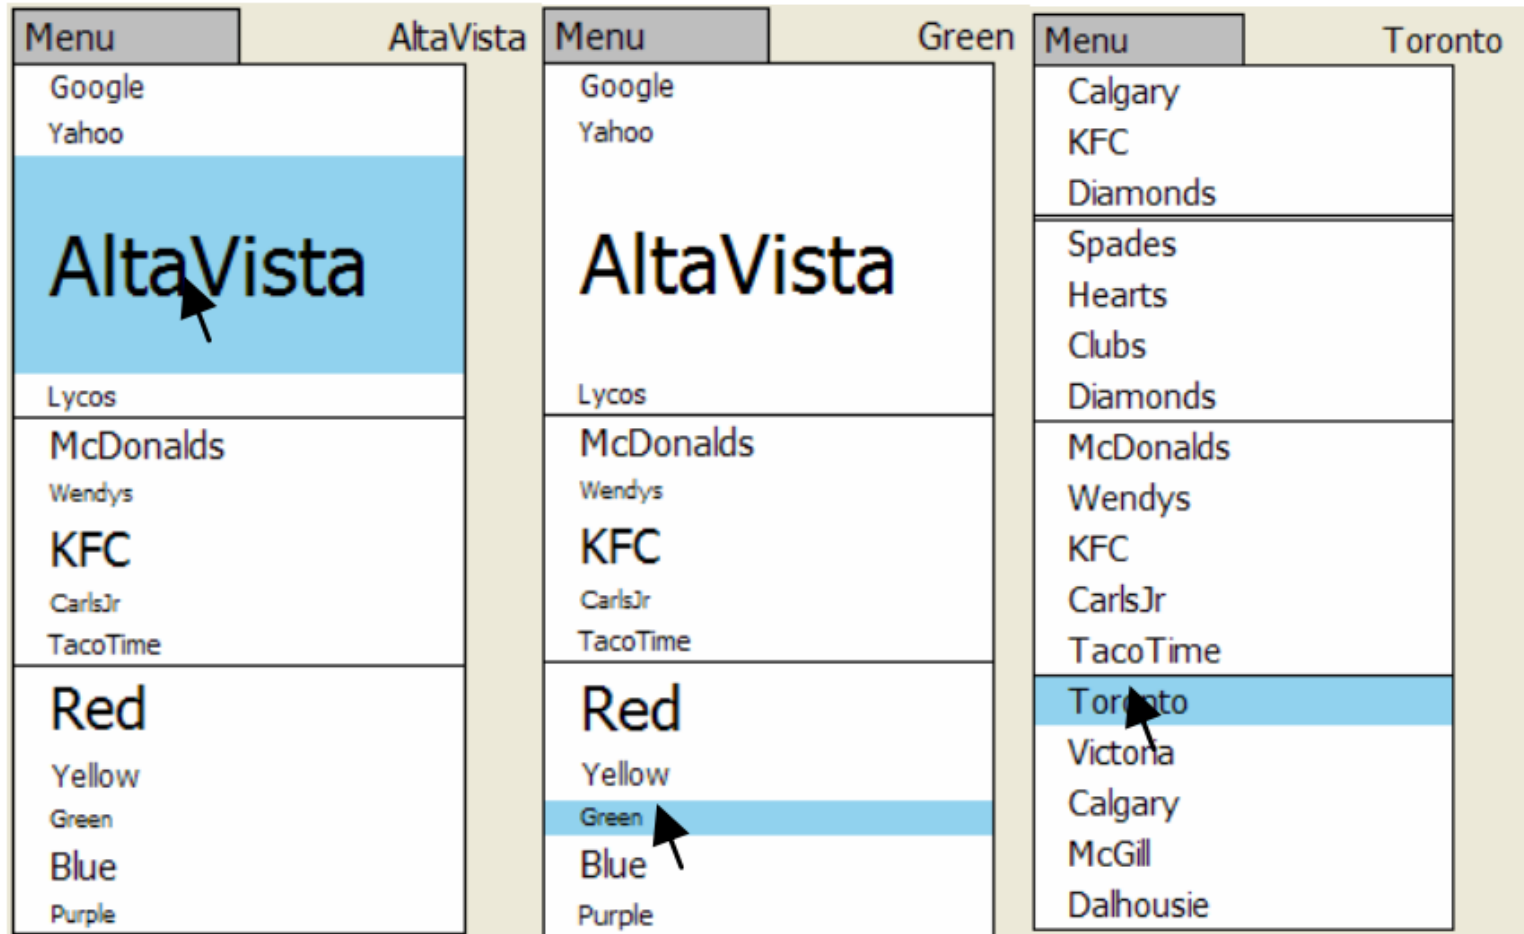 Menu
AltaVista
Google
Yahoo
AltaVista
Lycos
McDonalds
Wendys
KFC
CarlsJr
TacoTime
Red
Yellow
Green
Blue
Purple
Menu
Green
Google
Yahoo
AltaVista
Lycos
McDonalds
Wendys
KFC
CarlsJr
TacoTime
Red
Yellow
Green
Blue
Purple
Menu
Toronto
Calgary
KFC
Diamonds
Spades
Hearts
Clubs
Diamonds
McDonalds
Wendys
KFC
CarlsJr
TacoTime
Toronto
Victoria
Calgary
McGill
Dalhousie